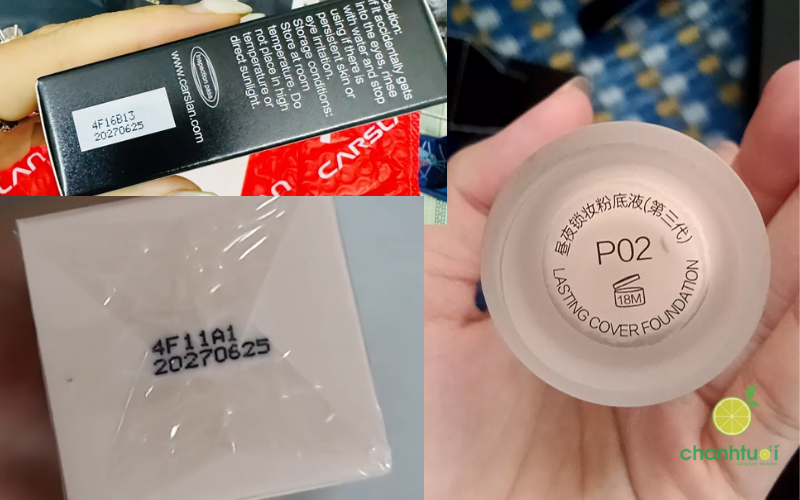 Caution:
If it accidentally gets
into the eyes, rinse
with water and stop
using if there is
persistent skin or
eye irritation.
Storage conditions:
Store at room
temperature. Do
not place in high
temperature or
direct sunlight.
www.carslan.com
4F16B13
20270625
CARSL
4F11A1
20270625
昼夜锁妆粉底液(第三代)
P02
18M
LASTING COVER FOUNDATION
chanhtươi